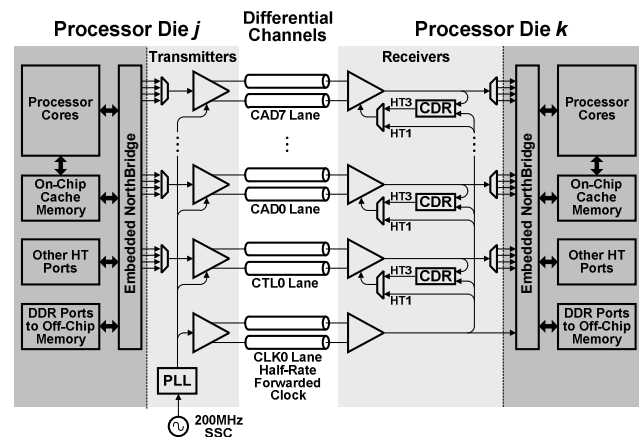 Processor Die j
Differential
Channels
Processor Die k
Transmitters
Receivers
Processor
Cores
On-Chip
Cache
Memory
Other HT
Ports
DDR Ports
to Off-Chip
Memory
Embedded NorthBridge
CAD7 Lane
CAD0 Lane
CTL0 Lane
CLK0 Lane
Half-Rate
Forwarded
Clock
PLL
200MHz
SSC
HT3
CDR
HT1
HT3
CDR
HT1
HT3
CDR
HT1
Embedded NorthBridge
Processor
Cores
On-Chip
Cache
Memory
Other HT
Ports
DDR Ports
to Off-Chip
Memory